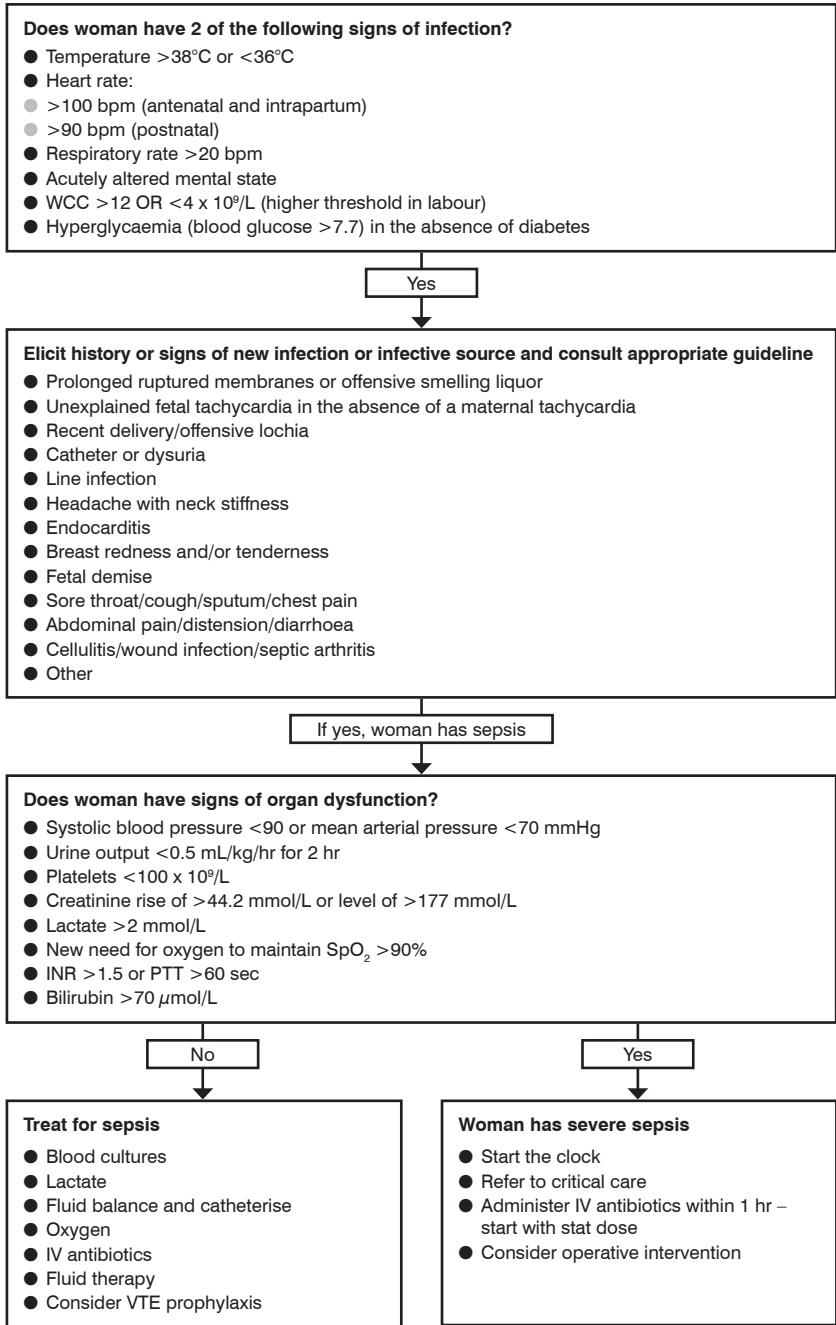 Does woman have 2 of the following signs of infection?
● Temperature >38°C or <36°C
● Heart rate:
● >100 bpm (antenatal and intrapartum)
● >90 bpm (postnatal)
● Respiratory rate >20 bpm
● Acutely altered mental state
● WCC >12 OR <4 x 10⁹/L (higher threshold in labour)
● Hyperglycaemia (blood glucose >7.7) in the absence of diabetes
Yes
Elicit history or signs of new infection or infective source and consult appropriate guideline
● Prolonged ruptured membranes or offensive smelling liquor
● Unexplained fetal tachycardia in the absence of a maternal tachycardia
● Recent delivery/offensive lochia
● Catheter or dysuria
● Line infection
● Headache with neck stiffness
● Endocarditis
● Breast redness and/or tenderness
● Fetal demise
● Sore throat/cough/sputum/chest pain
● Abdominal pain/distension/diarrhoea
● Cellulitis/wound infection/septic arthritis
● Other
If yes, woman has sepsis
Does woman have signs of organ dysfunction?
● Systolic blood pressure <90 or mean arterial pressure <70 mmHg
● Urine output <0.5 mL/kg/hr for 2 hr
● Platelets <100 x 10⁹/L
● Creatinine rise of >44.2 mmol/L or level of >177 mmol/L
● Lactate >2 mmol/L
● New need for oxygen to maintain SpO₂ >90%
● INR >1.5 or PTT >60 sec
● Bilirubin >70 µmol/L
No
Yes
Treat for sepsis
● Blood cultures
● Lactate
● Fluid balance and catheterise
● Oxygen
● IV antibiotics
● Fluid therapy
● Consider VTE prophylaxis
Woman has severe sepsis
● Start the clock
● Refer to critical care
● Administer IV antibiotics within 1 hr –
start with stat dose
● Consider operative intervention